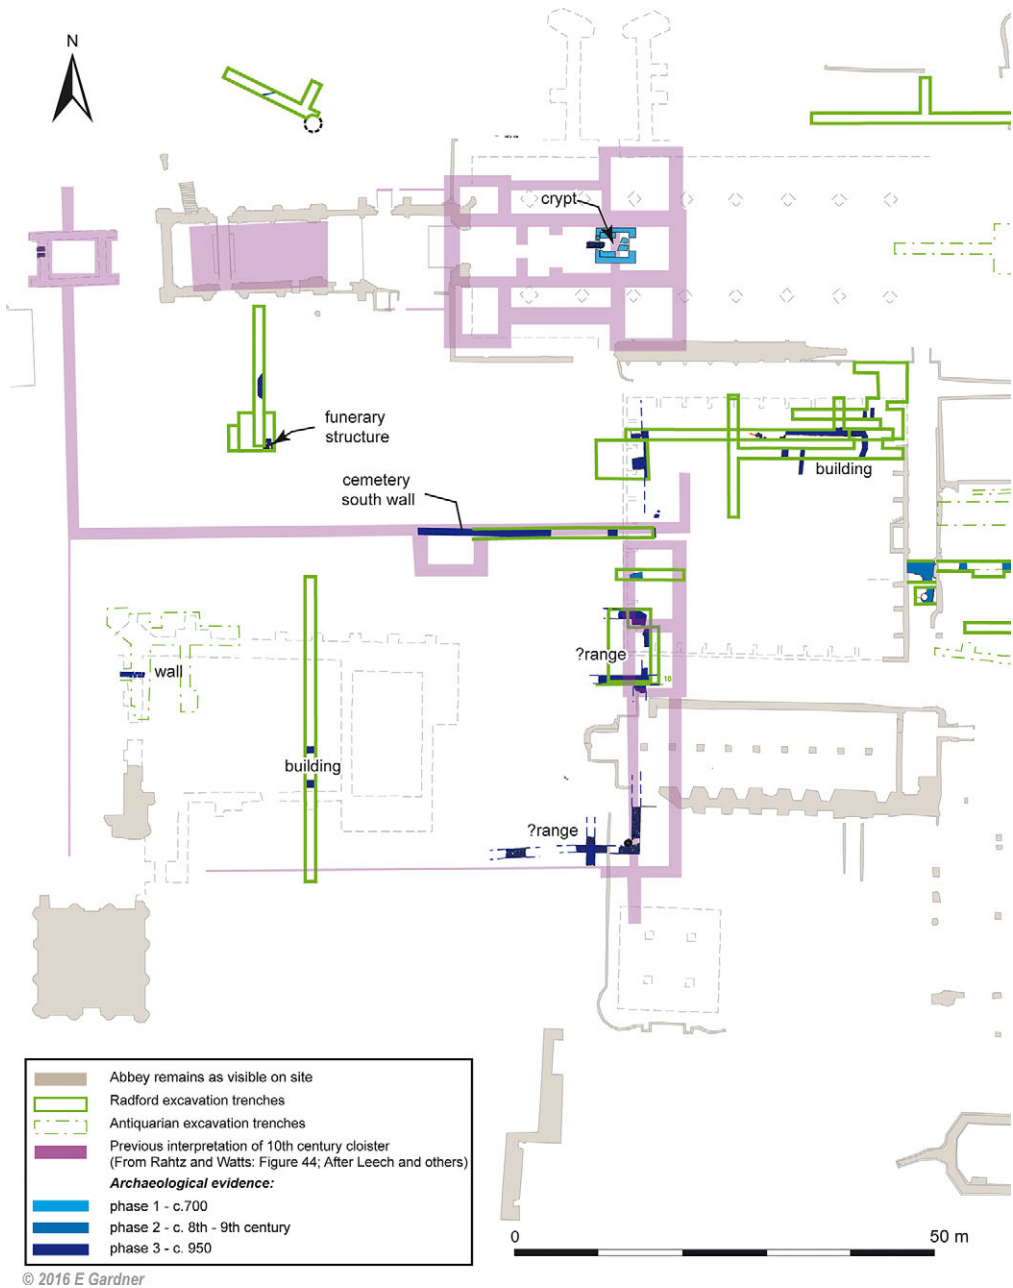 N
crypt
funerary
structure
cemetery
south wall
building
?range
10
wall
building
?range
Abbey remains as visible on site
Radford excavation trenches
Antiquarian excavation trenches
Previous interpretation of 10th century cloister
(From Rahtz and Watts: Figure 44; After Leech and others)
Archaeological evidence:
phase 1 - c.700
phase 2 - c. 8th - 9th century
phase 3 - c. 950
0
50 m
© 2016 E Gardner